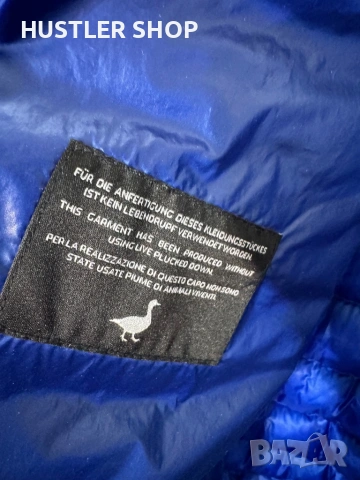 HUSTLER SHOP
FÜR DIE ANFERTIGUNG DIESES KLEIDUNGSSTÜCKES
IST KEIN LEBENDRUPF VERWENDET WORDEN.
THIS GARMENT HAS BEEN PRODUCED WITHOUT
USING LIVE PLUCKED DOWN.
PER LA REALIZZAZIONE DI QUESTO CAPO NON SONO
STATE USATE PIUME DI ANIMALI VIVENTI.
BAZAR